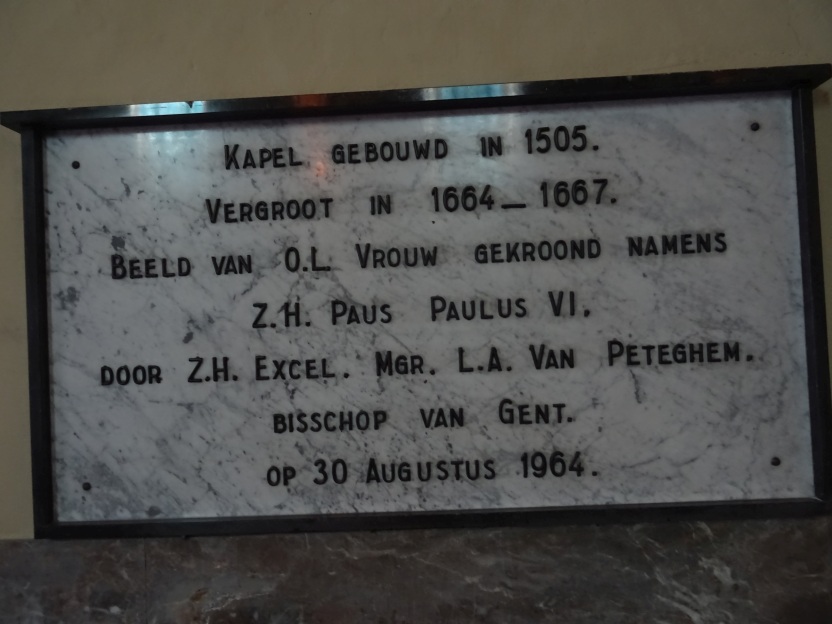 KAPEL GEBOUWD IN 1505.
VERGROOT IN 1664_1667.
BEELD VAN O.L. VROUW GEKROOND NAMENS
Z.H. PAUS PAULUS VI.
DOOR Z.H. EXCEL. MGR. L.A. VAN PETEGHEM.
BISSCHOP VAN GENT.
OP 30 AUGUSTUS 1964.